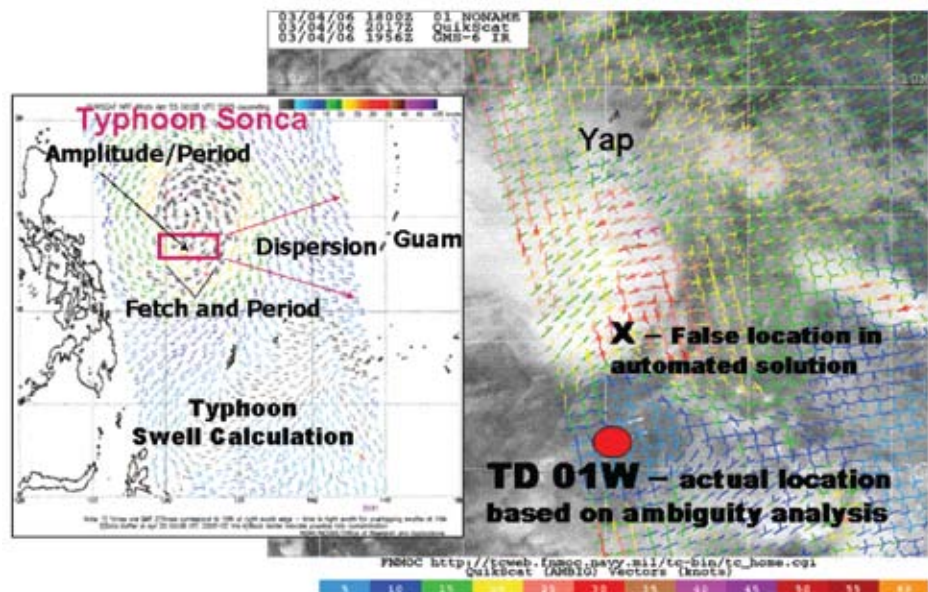 03/04/06 1800Z 01 NONAME
03/04/06 2017Z QuikScat
03/04/06 1956Z GMS-6 IR
Typhoon Sonca
Amplitude/Period
Dispersion
Guam
Fetch and Period
Typhoon
Swell Calculation
Yap
X – False location in
automated solution
TD 01W – actual location
based on ambiguity analysis
FNMOC http://tcweb.fnmoc.navy.mil/tc-bin/tc_home.cgi
QuikScat (AMBIG) Vectors (knots)
5 10 15 20 25 30 35 40 45 50 55 60